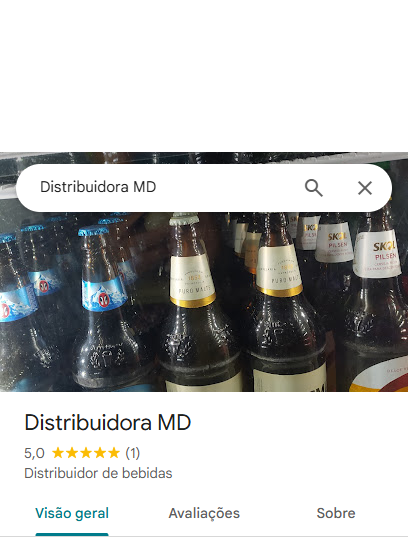 Distribuidora MD
SKOL
PILSEN
SKOL
PILSEN
PURO MALTE
PURO MALTE
Distribuidora MD
5,0 ★★★★★ (1)
Distribuidor de bebidas
Visão geral Avaliações Sobre